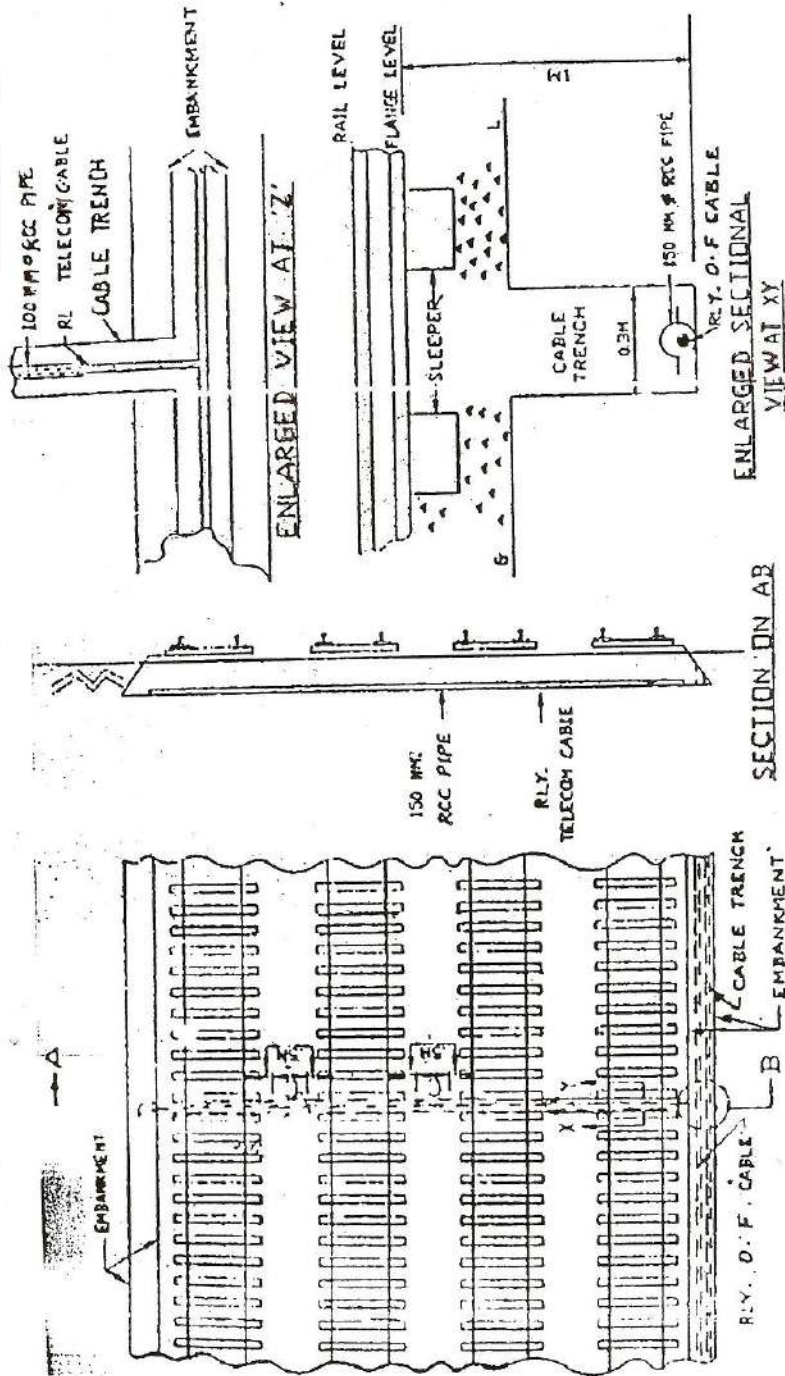 100 MM Ø RCC PIPE
RL TELECOM CABLE
CABLE TRENCH
EMBANKMENT
ENLARGED VIEW AT 'Z'
RAIL LEVEL
FLANGE LEVEL
SLEEPER
1M
G
L
CABLE
TRENCH
0.3M
150 MM Ø RCC PIPE
RLY. O.F CABLE
ENLARGED SECTIONAL
VIEW AT XY
150 MM
RCC PIPE
RLY.
TELECOM CABLE
SECTION ON AB
A
EMBANKMENT
X
Y
CABLE TRENCH
EMBANKMENT
B
RLY. O.F. CABLE